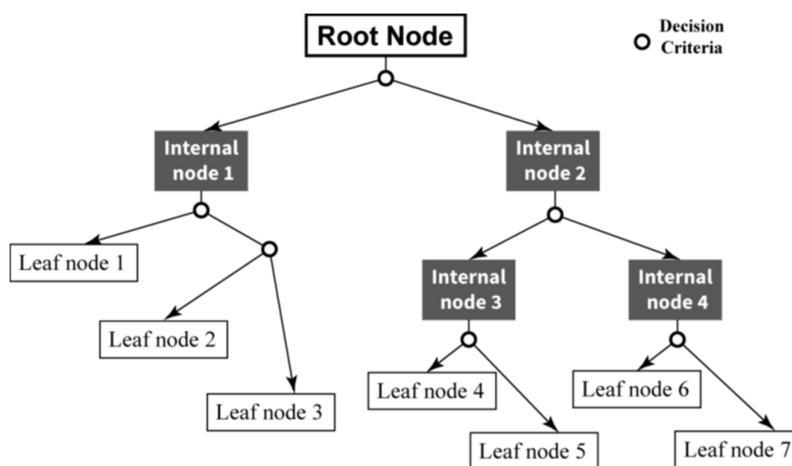 Root Node
Decision
Criteria
Internal
node 1
Internal
node 2
Leaf node 1
Internal
node 3
Internal
node 4
Leaf node 2
Leaf node 3
Leaf node 4
Leaf node 6
Leaf node 5
Leaf node 7